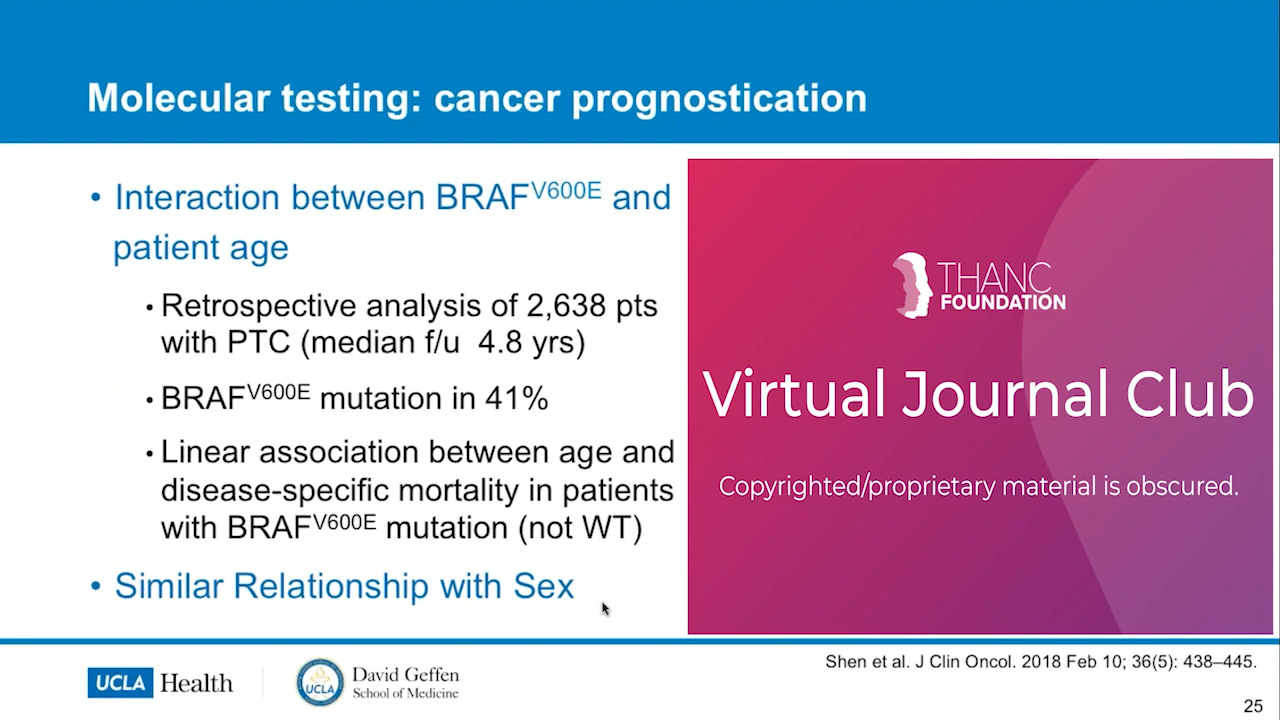 Molecular testing: cancer prognostication
• Interaction between BRAFV600E and
patient age
• Retrospective analysis of 2,638 pts
with PTC (median f/u 4.8 yrs)
• BRAFV600E mutation in 41%
• Linear association between age and
disease-specific mortality in patients
with BRAFV600E mutation (not WT)
• Similar Relationship with Sex
THANC
FOUNDATION
Virtual Journal Club
Copyrighted/proprietary material is obscured.
Shen et al. J Clin Oncol. 2018 Feb 10; 36(5): 438–445.
UCLA Health
UCLA
David Geffen
School of Medicine
25